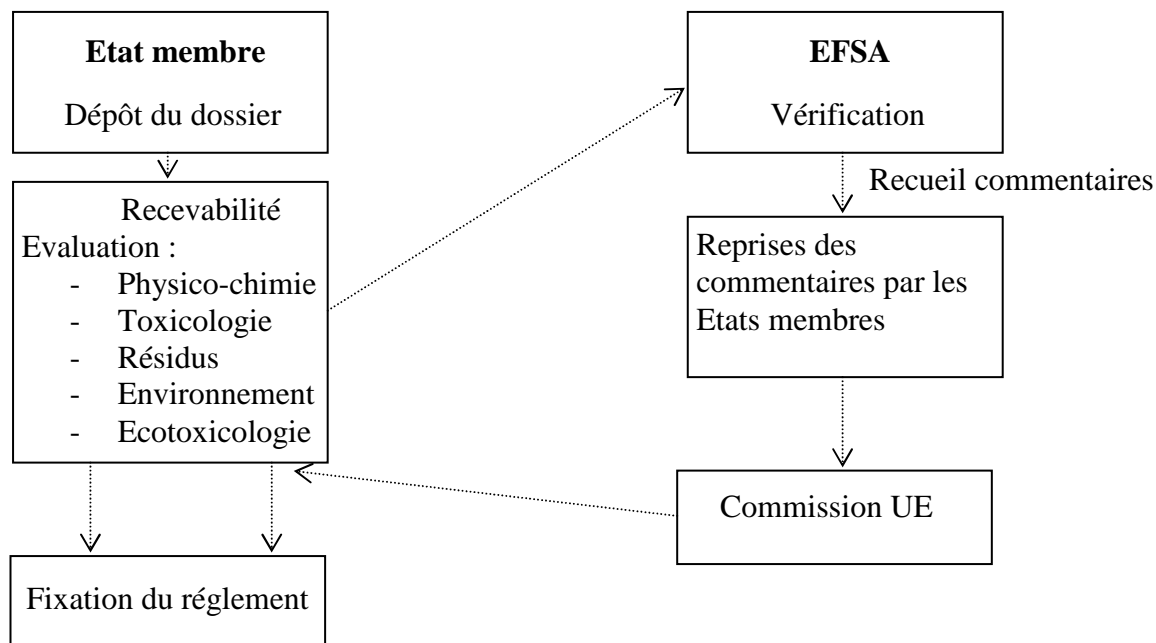 Etat membre
Dépôt du dossier
Recevabilité
Evaluation :
- Physico-chimie
- Toxicologie
- Résidus
- Environnement
- Ecotoxicologie
Fixation du réglement
EFSA
Vérification
Recueil commentaires
Reprises des
commentaires par les
Etats membres
Commission UE